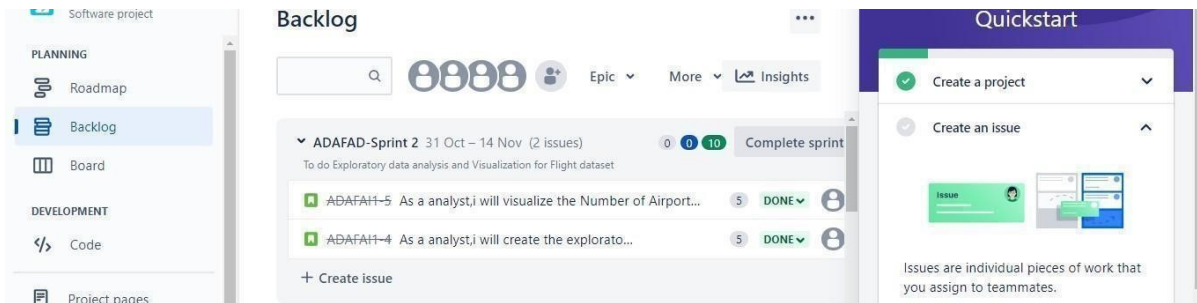 Software project
PLANNING
Roadmap
Backlog
Board
DEVELOPMENT
Code
Project pages
Backlog
Epic
More
Insights
ADAFAD-Sprint 2 31 Oct – 14 Nov (2 issues)
0 0 10
Complete sprint
To do Exploratory data analysis and Visualization for Flight dataset
ADAFAI1-5 As a analyst,i will visualize the Number of Airport... 5 DONE
ADAFAI1-4 As a analyst,i will create the explorato... 5 DONE
+ Create issue
Quickstart
Create a project
Create an issue
Issue
Issues are individual pieces of work that
you assign to teammates.